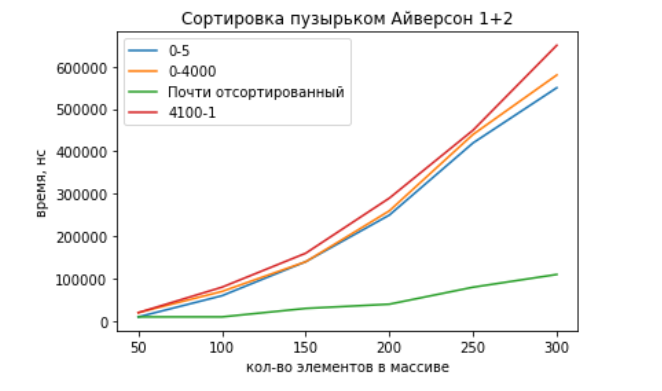 Сортировка пузырьком Айверсон 1+2
0-5
0-4000
Почти отсортированный
4100-1
время, нс
600000
500000
400000
300000
200000
100000
0
50 100 150 200 250 300
кол-во элементов в массиве